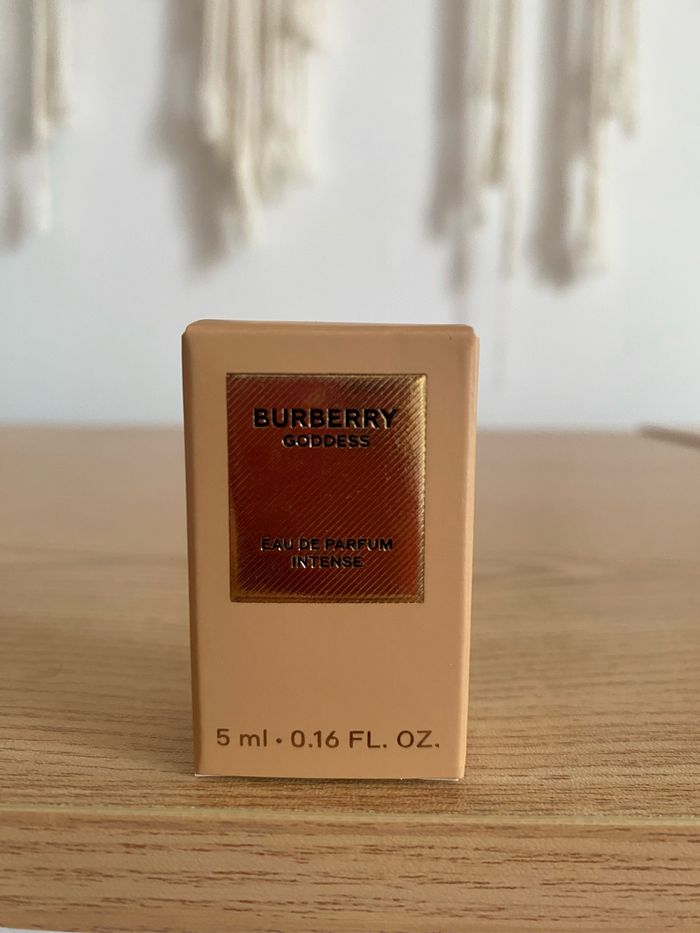 BURBERRY
GODDESS
EAU DE PARFUM
INTENSE
5 ml • 0.16 FL. OZ.